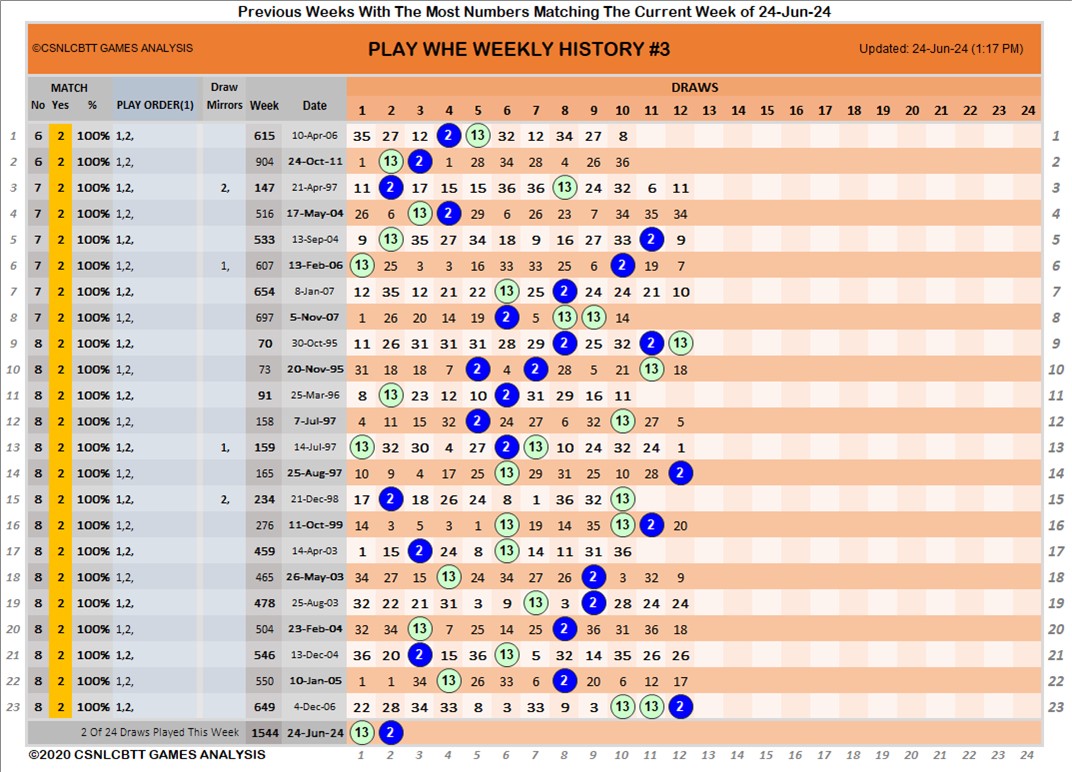 Previous Weeks With The Most Numbers Matching The Current Week of 24-Jun-24
©CSNLCBTT GAMES ANALYSIS PLAY WHE WEEKLY HISTORY #3 Updated: 24-Jun-24 (1:17 PM)
MATCH Draw DRAWS
No Yes % PLAY ORDER(1) Mirrors Week Date 1 2 3 4 5 6 7 8 9 10 11 12 13 14 15 16 17 18 19 20 21 22 23 24
1 6 2 100% 1,2, 615 10-Apr-06 35 27 12 2 13 32 12 34 27 8 1
2 6 2 100% 1,2, 904 24-Oct-11 1 13 2 1 28 34 28 4 26 36 2
3 7 2 100% 1,2, 2, 147 21-Apr-97 11 2 17 15 15 36 36 13 24 32 6 11 3
4 7 2 100% 1,2, 516 17-May-04 26 6 13 2 29 6 26 23 7 34 35 34 4
5 7 2 100% 1,2, 533 13-Sep-04 9 13 35 27 34 18 9 16 27 33 2 9 5
6 7 2 100% 1,2, 1, 607 13-Feb-06 13 25 3 3 16 33 33 25 6 2 19 7 6
7 7 2 100% 1,2, 654 8-Jan-07 12 35 12 21 22 13 25 2 24 24 21 10 7
8 7 2 100% 1,2, 697 5-Nov-07 1 26 20 14 19 2 5 13 13 14 8
9 8 2 100% 1,2, 70 30-Oct-95 11 26 31 31 31 28 29 2 25 32 2 13 9
10 8 2 100% 1,2, 73 20-Nov-95 31 18 18 7 2 4 2 28 5 21 13 18 10
11 8 2 100% 1,2, 91 25-Mar-96 8 13 23 12 10 2 31 29 16 11 11
12 8 2 100% 1,2, 158 7-Jul-97 4 11 15 32 2 24 27 6 32 13 27 5 12
13 8 2 100% 1,2, 1, 159 14-Jul-97 13 32 30 4 27 2 13 10 24 32 24 1 13
14 8 2 100% 1,2, 165 25-Aug-97 10 9 4 17 25 13 29 31 25 10 28 2 14
15 8 2 100% 1,2, 2, 234 21-Dec-98 17 2 18 26 24 8 1 36 32 13 15
16 8 2 100% 1,2, 276 11-Oct-99 14 3 5 3 1 13 19 14 35 13 2 20 16
17 8 2 100% 1,2, 459 14-Apr-03 1 15 2 24 8 13 14 11 31 36 17
18 8 2 100% 1,2, 465 26-May-03 34 27 15 13 24 34 27 26 2 3 32 9 18
19 8 2 100% 1,2, 478 25-Aug-03 32 22 21 31 3 9 13 3 2 28 24 24 19
20 8 2 100% 1,2, 504 23-Feb-04 32 34 13 7 25 14 25 2 36 31 36 18 20
21 8 2 100% 1,2, 546 13-Dec-04 36 20 2 15 36 13 5 32 14 35 26 26 21
22 8 2 100% 1,2, 550 10-Jan-05 1 1 34 13 26 33 6 2 20 6 12 17 22
23 8 2 100% 1,2, 649 4-Dec-06 22 28 34 33 8 3 33 9 3 13 13 2 23
2 Of 24 Draws Played This Week 1544 24-Jun-24 13 2
©2020 CSNLCBTT GAMES ANALYSIS 1 2 3 4 5 6 7 8 9 10 11 12 13 14 15 16 17 18 19 20 21 22 23 24